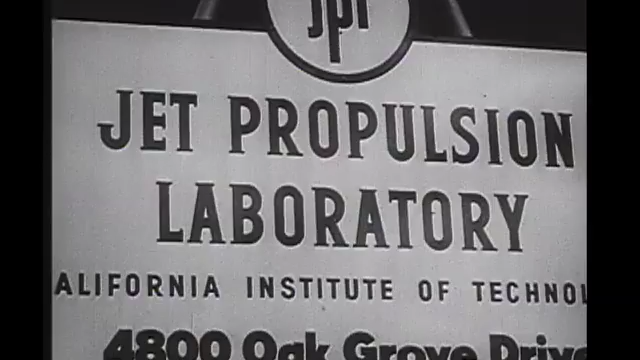 jpl
JET PROPULSION
LABORATORY
ALIFORNIA INSTITUTE OF TECHNOL
4800 Oak Grove Drive